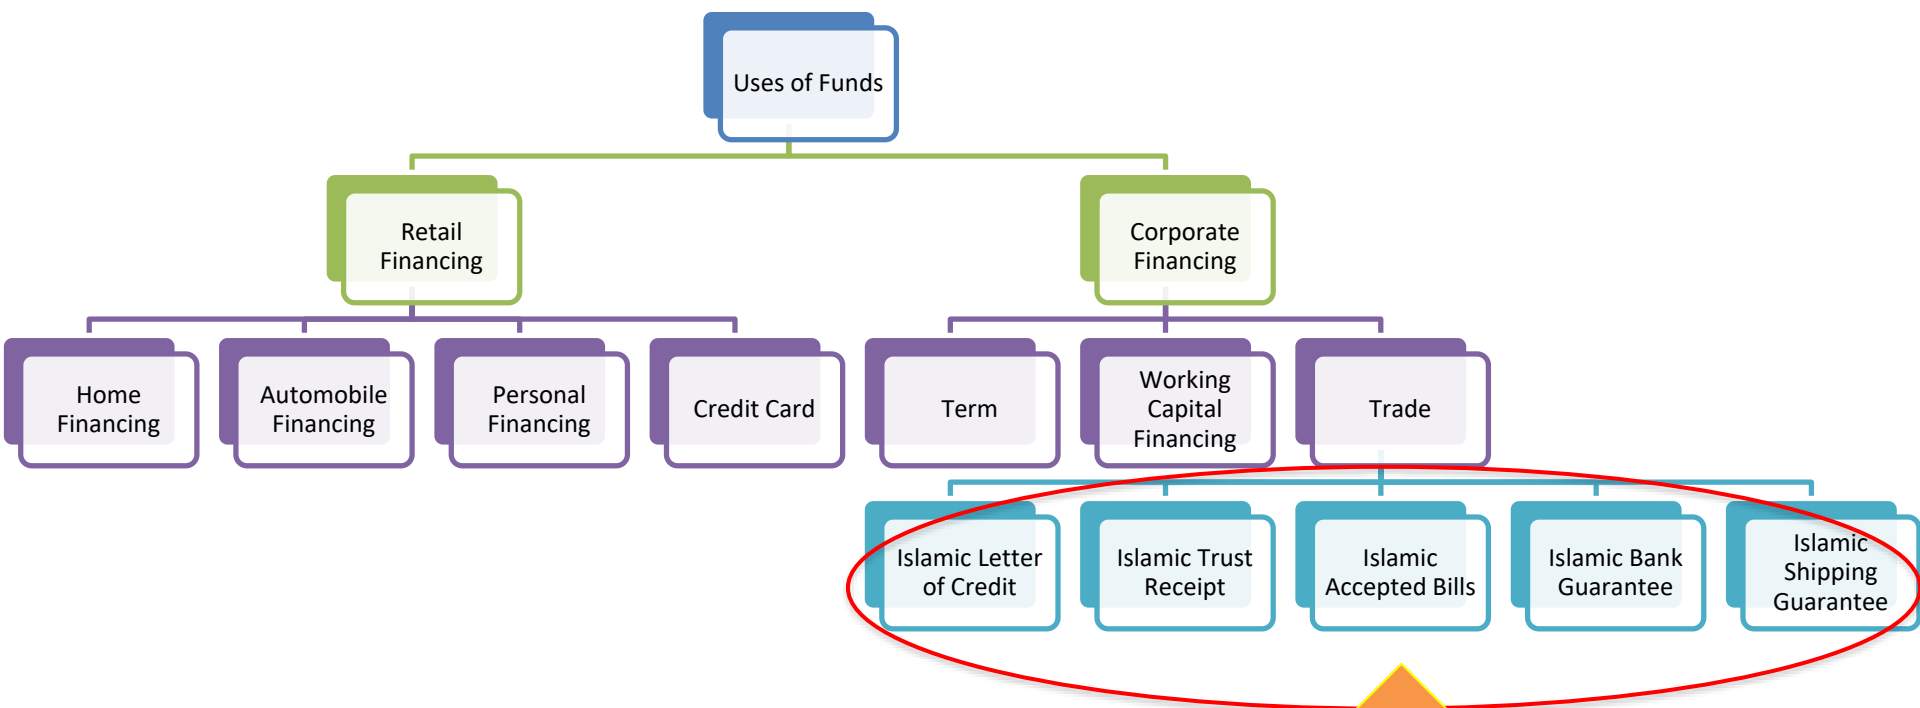 Uses of Funds
Retail
Financing
Corporate
Financing
Home
Financing
Automobile
Financing
Personal
Financing
Credit Card
Term
Working
Capital
Financing
Trade
Islamic Letter
of Credit
Islamic Trust
Receipt
Islamic
Accepted Bills
Islamic Bank
Guarantee
Islamic
Shipping
Guarantee